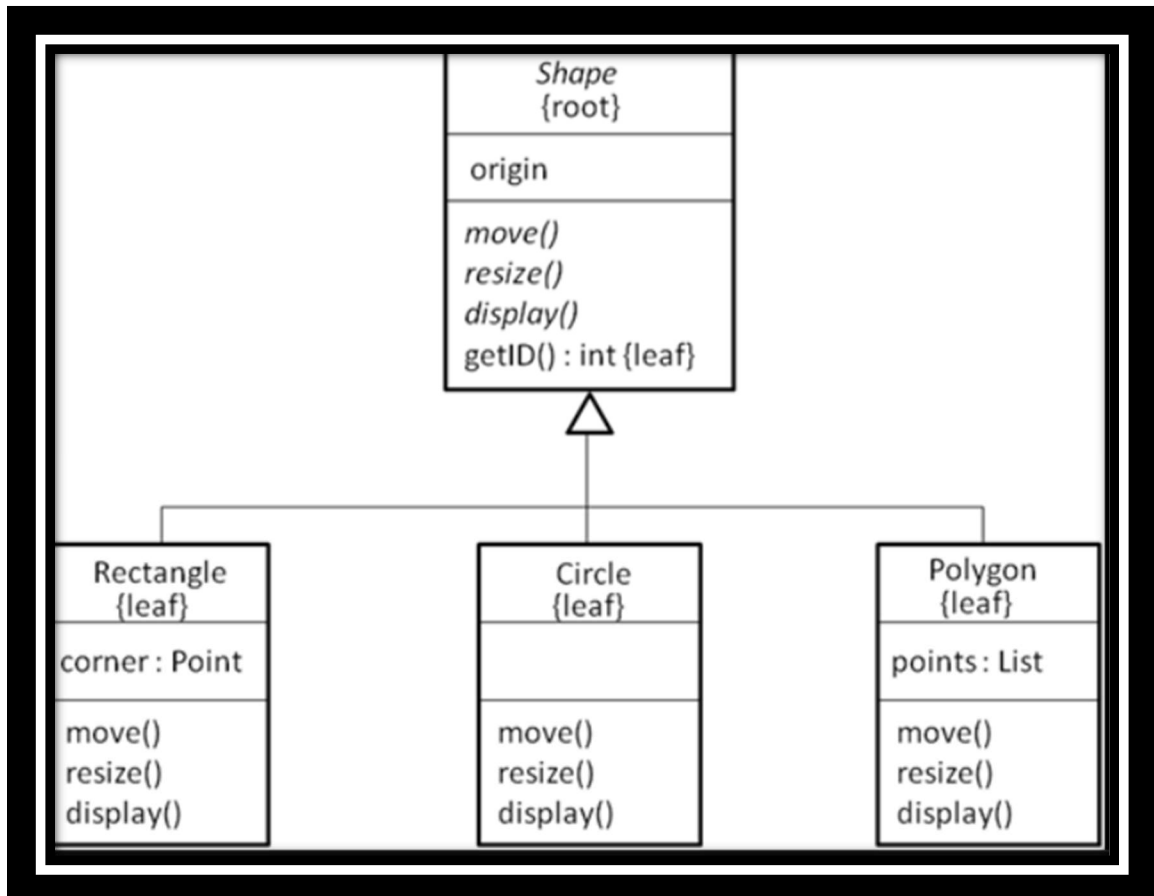 Shape
{root}
origin
move()
resize()
display()
getID() : int {leaf}
Rectangle
{leaf}
corner : Point
move()
resize()
display()
Circle
{leaf}
move()
resize()
display()
Polygon
{leaf}
points : List
move()
resize()
display()